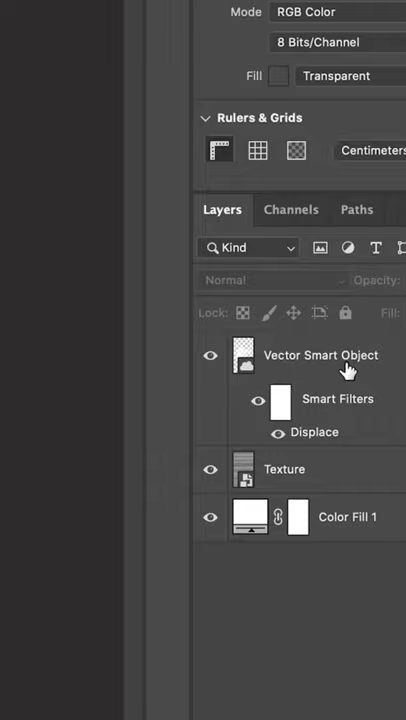 Mode RGB Color
8 Bits/Channel
Fill Transparent
Rulers & Grids
Centimeters
Layers Channels Paths
Kind T
Normal Opacity:
Lock: Fill:
Vector Smart Object
Smart Filters
Displace
Texture
Color Fill 1